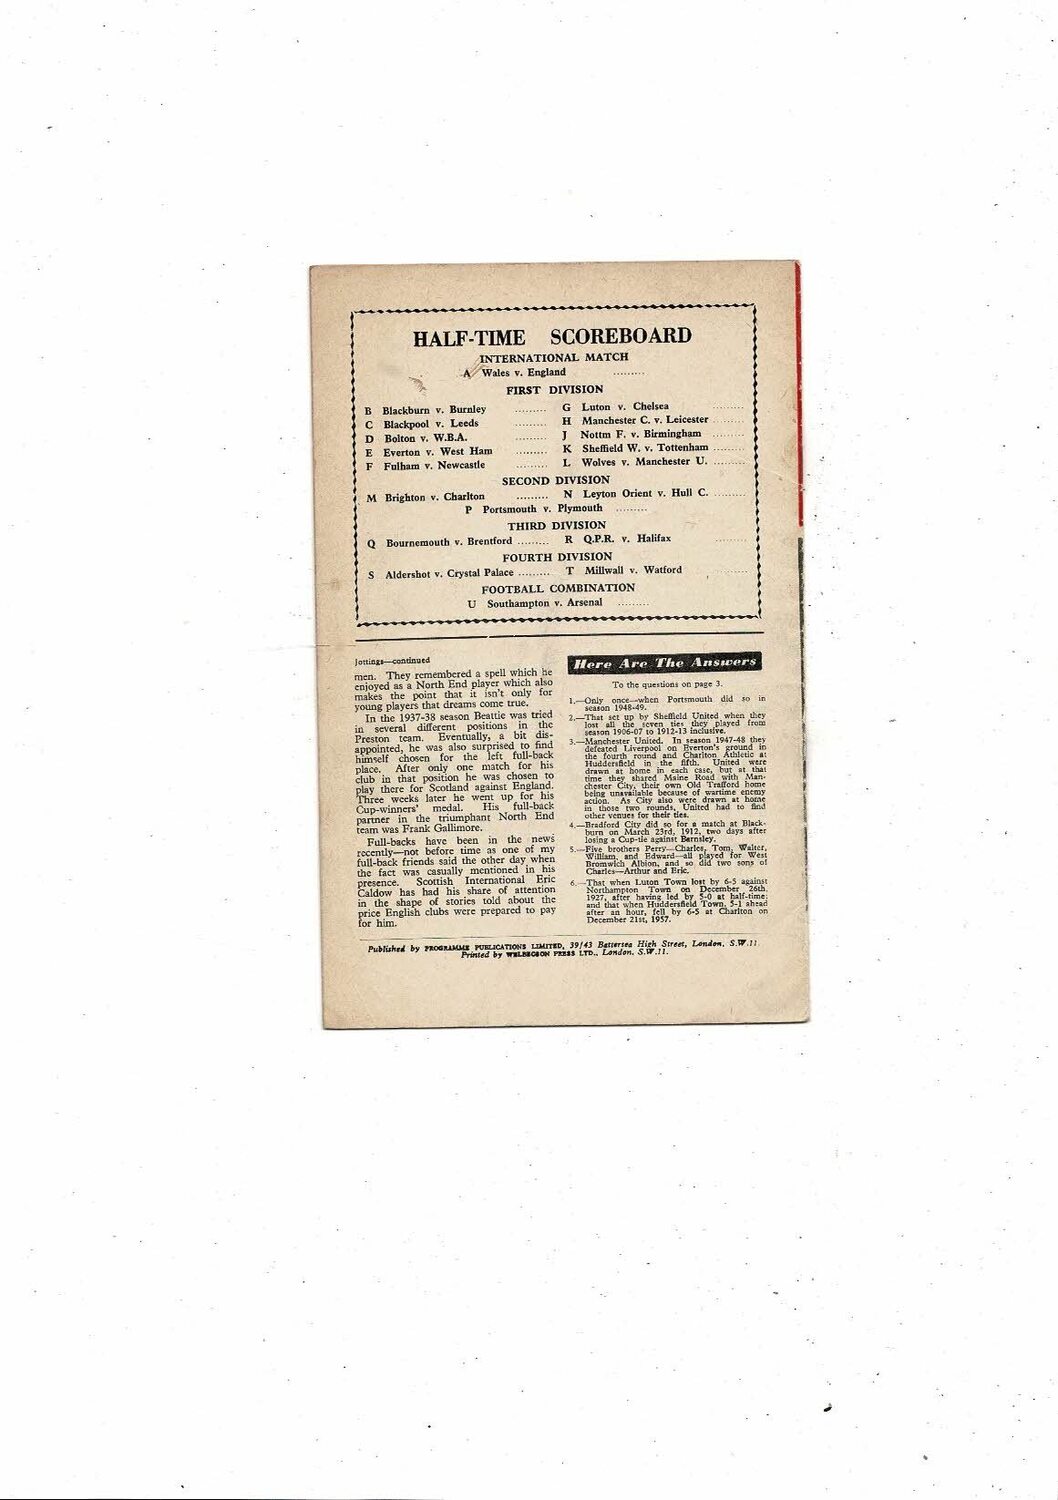 HALF-TIME SCOREBOARD
INTERNATIONAL MATCH
A Wales v. England .........
FIRST DIVISION
B Blackburn v. Burnley .........
C Blackpool v. Leeds .........
D Bolton v. W.B.A. .........
E Everton v. West Ham .........
F Fulham v. Newcastle .........
G Luton v. Chelsea .........
H Manchester C. v. Leicester .........
J Nottm F. v. Birmingham .........
K Sheffield W. v. Tottenham .........
L Wolves v. Manchester U. .........
SECOND DIVISION
M Brighton v. Charlton ......... N Leyton Orient v. Hull C. .........
P Portsmouth v. Plymouth .........
THIRD DIVISION
Q Bournemouth v. Brentford ......... R Q.P.R. v. Halifax .........
FOURTH DIVISION
S Aldershot v. Crystal Palace ......... T Millwall v. Watford .........
FOOTBALL COMBINATION
U Southampton v. Arsenal .........
Jottings—continued
men. They remembered a spell which he
enjoyed as a North End player which also
makes the point that it isn't only for
young players that dreams come true.
In the 1937-38 season Beattie was tried
in several different positions in the
Preston team. Eventually, a bit dis-
appointed, he was also surprised to find
himself chosen for the left full-back
place. After only one match for his
club in that position he was chosen to
play there for Scotland against England.
Three weeks later he went up for his
Cup-winners' medal. His full-back
partner in the triumphant North End
team was Frank Gallimore.
Full-backs have been in the news
recently—not before time as one of my
full-back friends said the other day when
the fact was casually mentioned in his
presence. Scottish International Eric
Caldow has had his share of attention
in the shape of stories told about the
price English clubs were prepared to pay
for him.
Here Are The Answers
To the questions on page 3.
1.—Only once—when Portsmouth did so in
season 1948-49.
2.—That set up by Sheffield United when they
lost all the seven ties they played from
season 1906-07 to 1912-13 inclusive.
3.—Manchester United. In season 1947-48 they
defeated Liverpool on Everton's ground in
the fourth round and Charlton Athletic at
Huddersfield in the fifth. United were
drawn at home in each case, but at that
time they shared Maine Road with Man-
chester City, their own Old Trafford home
being unavailable because of wartime enemy
action. As City also were drawn at home
in those two rounds, United had to find
other venues for their ties.
4.—Bradford City did so for a match at Black-
burn on March 23rd, 1912, two days after
losing a Cup-tie against Barnsley.
5.—Five brothers Perry—Charles, Tom, Walter,
William, and Edward—all played for West
Bromwich Albion, and so did two sons of
Charles—Arthur and Eric.
6.—That when Luton Town lost by 6-5 against
Northampton Town on December 26th,
1927, after having led by 5-0 at half-time;
and that when Huddersfield Town, 5-1 ahead
after an hour, fell by 6-5 at Charlton on
December 21st, 1957.
Published by PROGRAMME PUBLICATIONS LIMITED, 39/43 Battersea High Street, London, S.W.11
Printed by WELBECSON PRESS LTD., London, S.W.11.